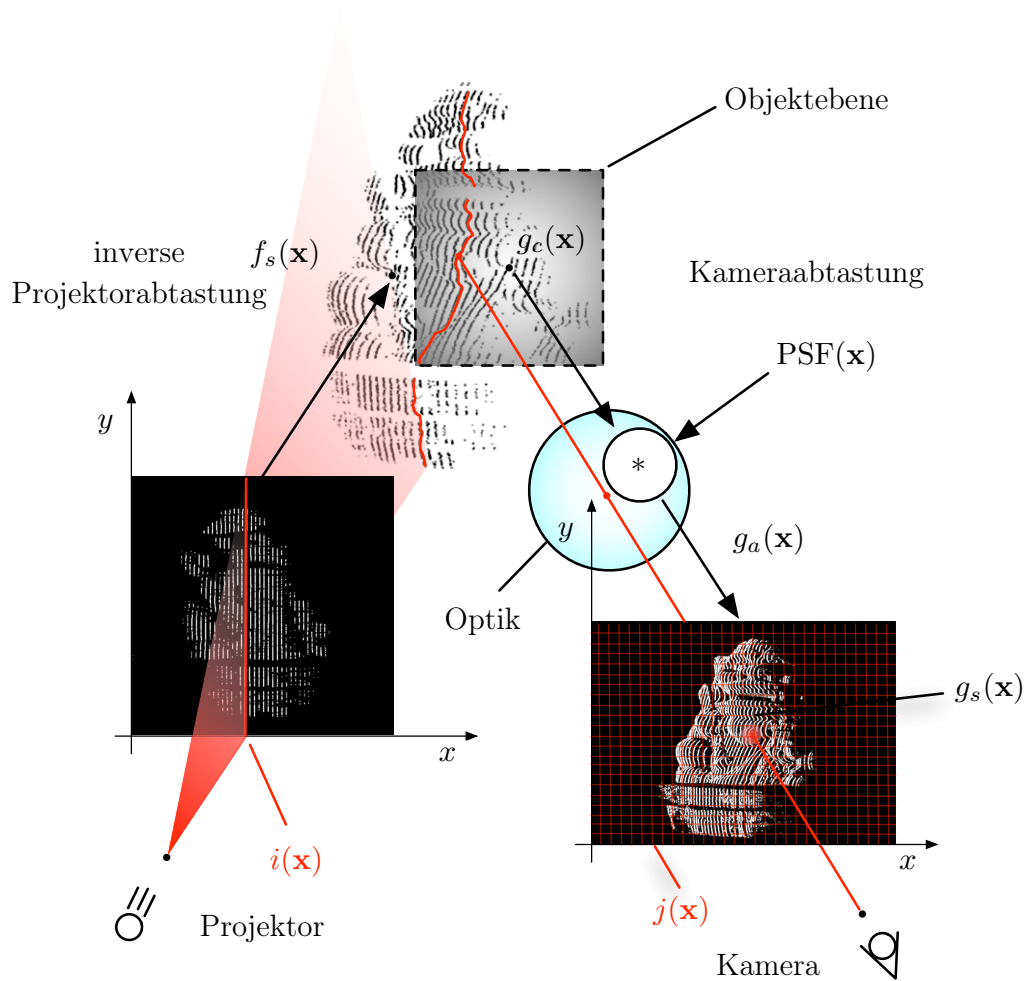 Objektebene
inverse
Projektorabtastung
f_s(x)
g_c(x)
Kameraabtastung
PSF(x)
y
*
y
g_a(x)
Optik
g_s(x)
x
i(x)
x
j(x)
Projektor
Kamera